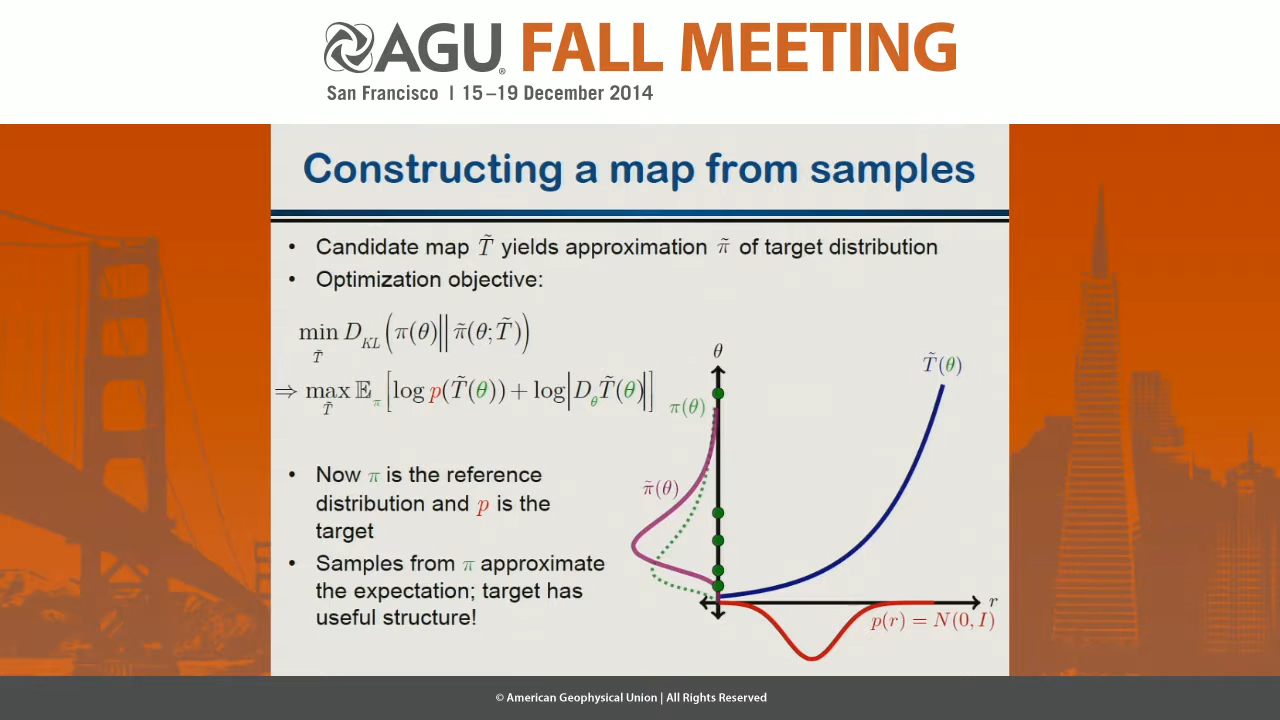 AGU FALL MEETING
San Francisco | 15–19 December 2014
Constructing a map from samples
• Candidate map T̃ yields approximation π̃ of target distribution
• Optimization objective:
min_T̃ D_KL (π(θ)||π̃(θ; T̃))
⇒ max_T̃ 𝔼_π [log p(T̃(θ)) + log|D_θ T̃(θ)|]
• Now π is the reference
distribution and p is the
target
• Samples from π approximate
the expectation; target has
useful structure!
θ
T̃(θ)
π(θ)
π̃(θ)
r
p(r) = N(0, I)
© American Geophysical Union | All Rights Reserved